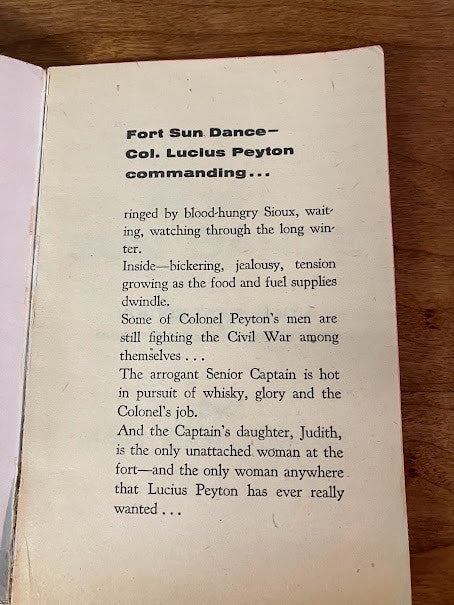 Fort Sun Dance—
Col. Lucius Peyton
commanding...
ringed by blood-hungry Sioux, wait-
ing, watching through the long win-
ter.
Inside—bickering, jealousy, tension
growing as the food and fuel supplies
dwindle.
Some of Colonel Peyton's men are
still fighting the Civil War among
themselves . . .
The arrogant Senior Captain is hot
in pursuit of whisky, glory and the
Colonel's job.
And the Captain's daughter, Judith,
is the only unattached woman at the
fort—and the only woman anywhere
that Lucius Peyton has ever really
wanted . . .